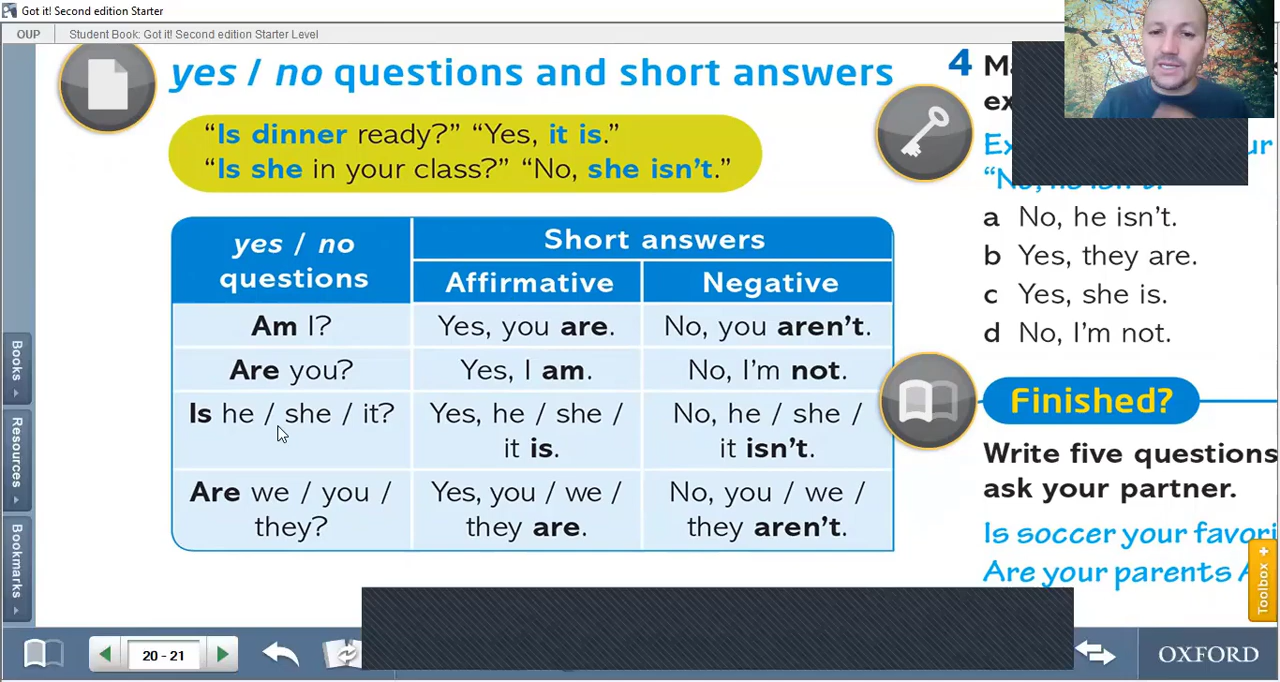 Got it! Second edition Starter
OUP
Student Book: Got it! Second edition Starter Level
yes / no questions and short answers
"Is dinner ready?" "Yes, it is."
"Is she in your class?" "No, she isn't."
yes / no questions
Short answers
Affirmative
Negative
Am I?
Yes, you are.
No, you aren't.
Are you?
Yes, I am.
No, I'm not.
Is he / she / it?
Yes, he / she /
it is.
No, he / she /
it isn't.
Are we / you /
they?
Yes, you / we /
they are.
No, you / we /
they aren't.
4
a No, he isn't.
b Yes, they are.
c Yes, she is.
d No, I'm not.
Finished?
Write five questions
ask your partner.
Is soccer your
Are your parents
Books
Resources
Bookmarks
Toolbox +
20 - 21
OXFORD